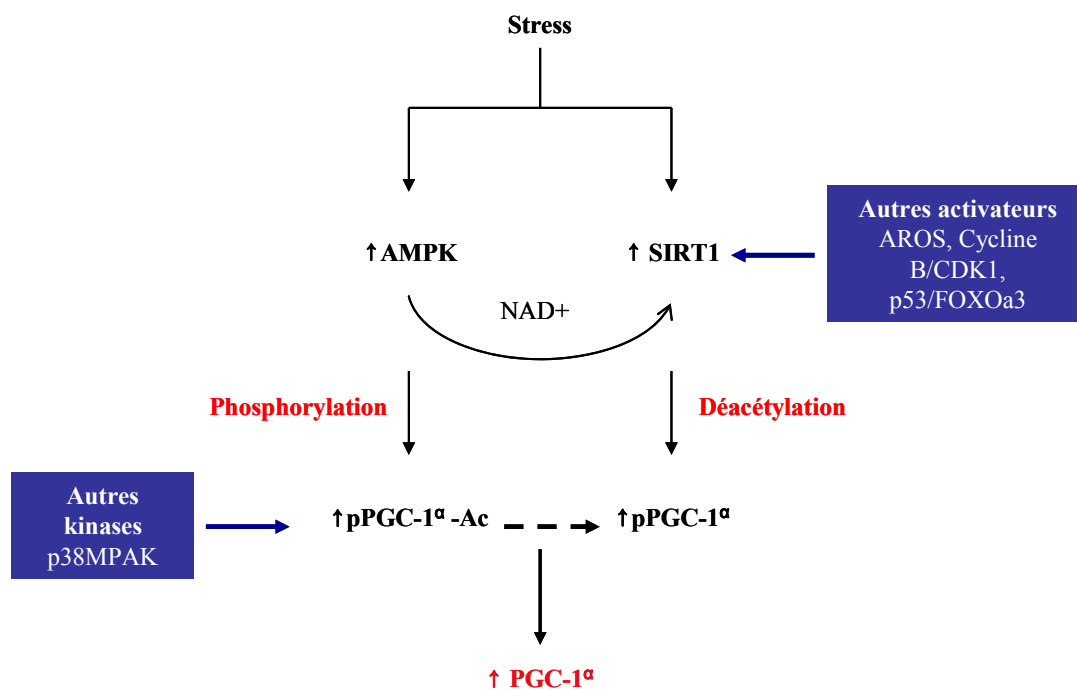 Stress
Autres activateurs
AROS, Cycline
B/CDK1,
p53/FOXOa3
↑AMPK
↑ SIRT1
NAD+
Phosphorylation
Déacétylation
Autres
kinases
p38MPAK
↑pPGC-1α -Ac
↑pPGC-1α
↑ PGC-1α